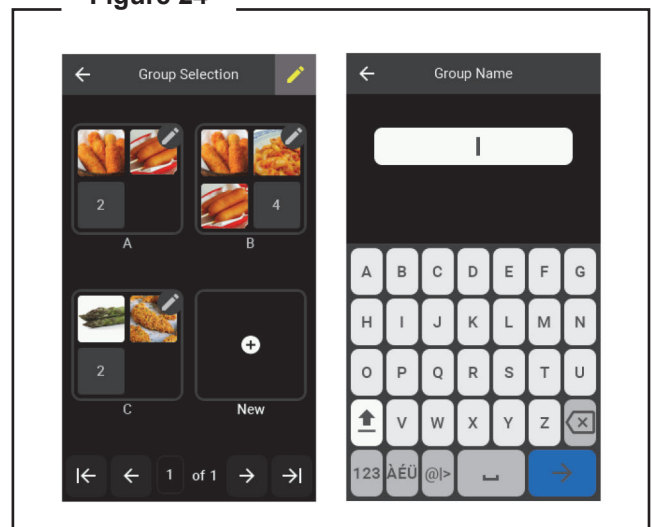 Figure 24
Group Selection
2
4
A B
2
C New
1 of 1
Group Name
A B C D E F G
H I J K L M N
O P Q R S T U
V W X Y Z
123 ÀÉÜ @|>